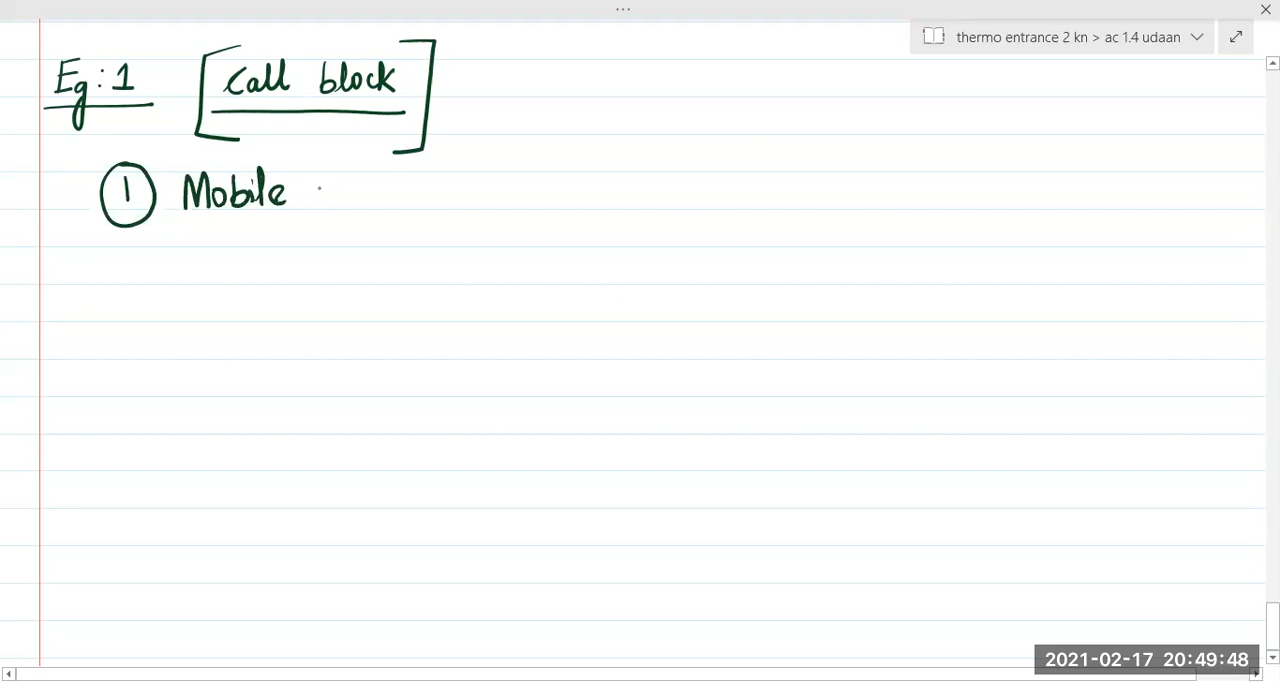 ...
thermo entrance 2 kn > ac 1.4 udaan
Eg: 1 [Call block]
① Mobile
2021-02-17 20:49:48